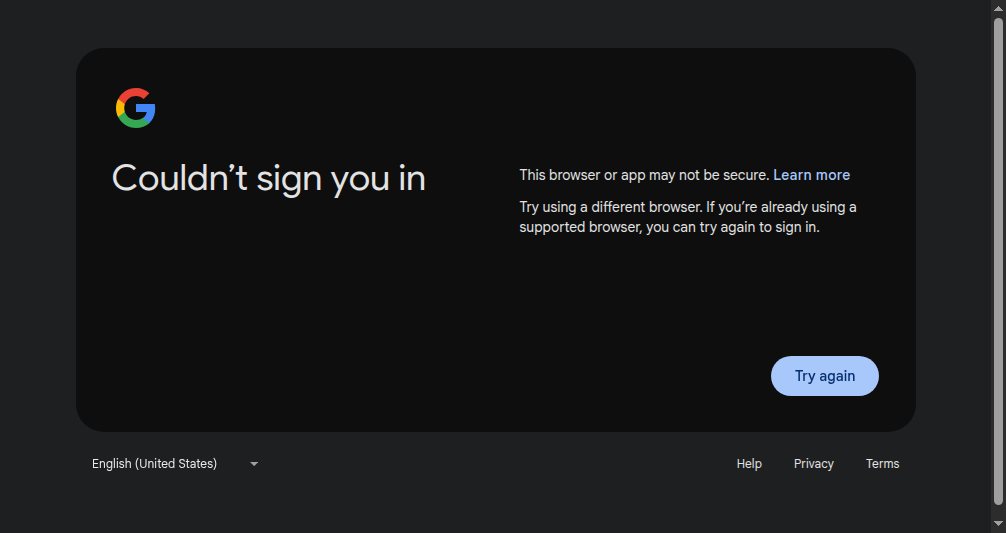 Couldn’t sign you in
This browser or app may not be secure. Learn more
Try using a different browser. If you’re already using a
supported browser, you can try again to sign in.
Try again
English (United States)
Help Privacy Terms